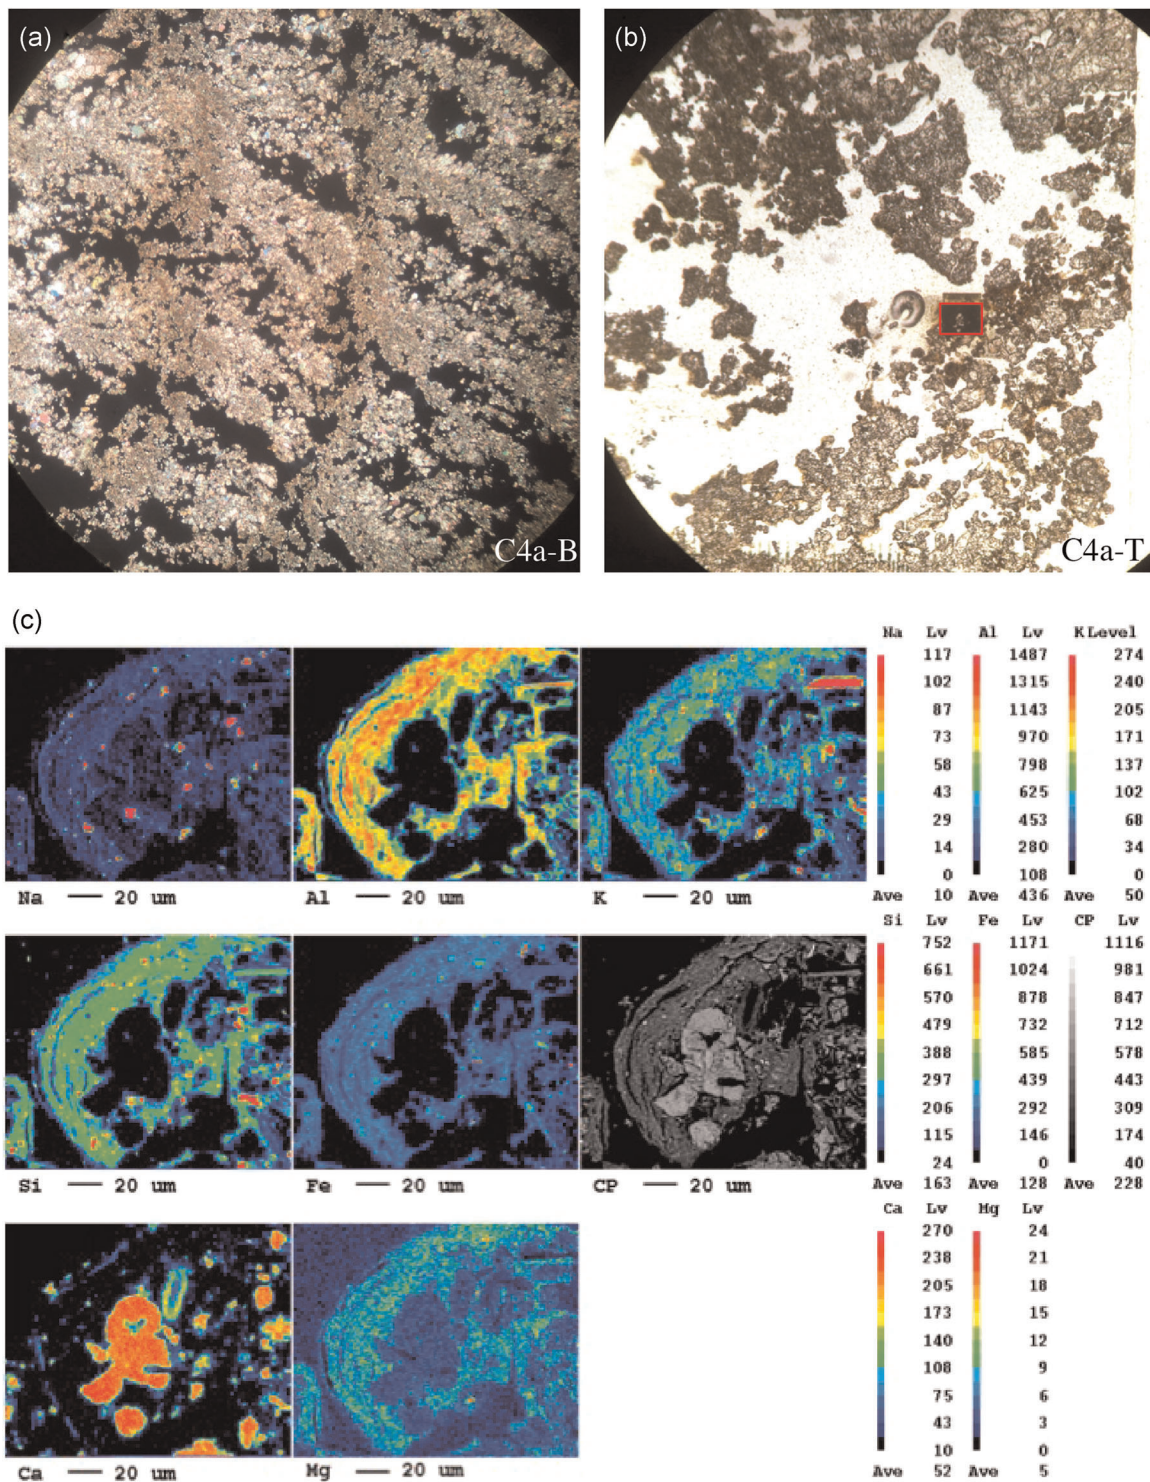 (a)
(b)
C4a-B
C4a-T
(c)
Na Lv Al Lv K Level
117 1487 274
102 1315 240
87 1143 205
73 970 171
58 798 137
43 625 102
29 453 68
14 280 34
0 108 0
Ave 10 Ave 436 Ave 50
Na 20 um Al 20 um K 20 um
Si Lv Fe Lv CP Lv
752 1171 1116
661 1024 981
570 878 847
479 732 712
388 585 578
297 439 443
206 292 309
115 146 174
24 0 40
Ave 163 Ave 128 Ave 228
Si 20 um Fe 20 um CP 20 um
Ca Lv Mg Lv
270 24
238 21
205 18
173 15
140 12
108 9
75 6
43 3
10 0
Ave 52 Ave 5
Ca 20 um Mg 20 um